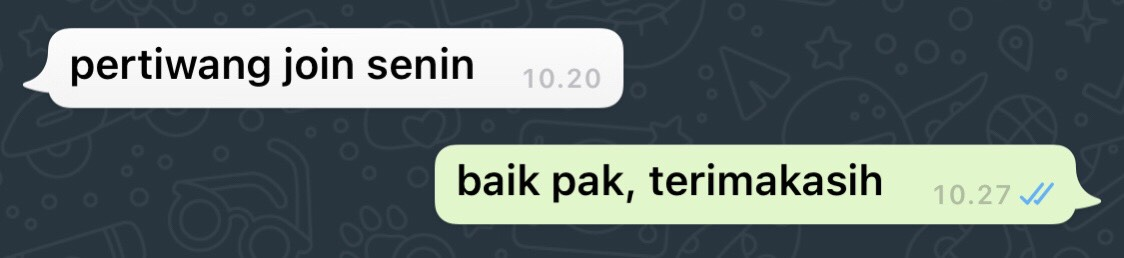 pertiwang join senin 10.20
baik pak, terimakasih 10.27